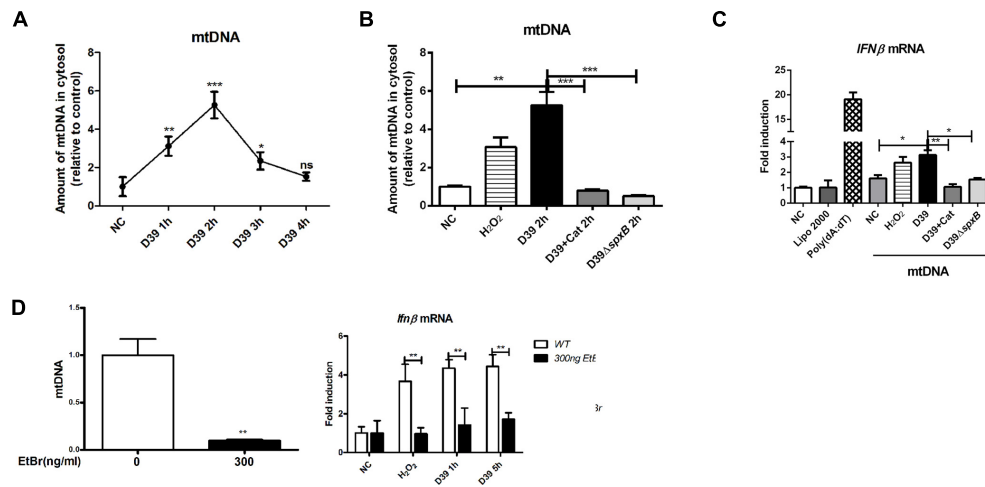 A
mtDNA
Amount of mtDNA in cytosol
(relative to control)
8
6
4
2
0
**
***
*
ns
NC
D39 1h
D39 2h
D39 3h
D39 4h
B
mtDNA
Amount of mtDNA in cytosol
(relative to control)
8
6
4
2
0
**
***
***
NC
H₂O₂
D39 2h
D39+Cat 2h
D39ΔspxB 2h
C
IFNβ mRNA
Fold induction
25
20
15
10
4
3
2
1
0
*
**
*
NC
Lipo 2000
Poly(dA:dT)
NC
H₂O₂
D39
D39+Cat
D39ΔspxB
mtDNA
D
mtDNA
1.5
1.0
0.5
0.0
**
EtBr(ng/ml)
0
300
Ifnβ mRNA
Fold induction
6
4
2
0
**
**
**
NC
H₂O₂
D39 1h
D39 5h
WT
300ng EtB